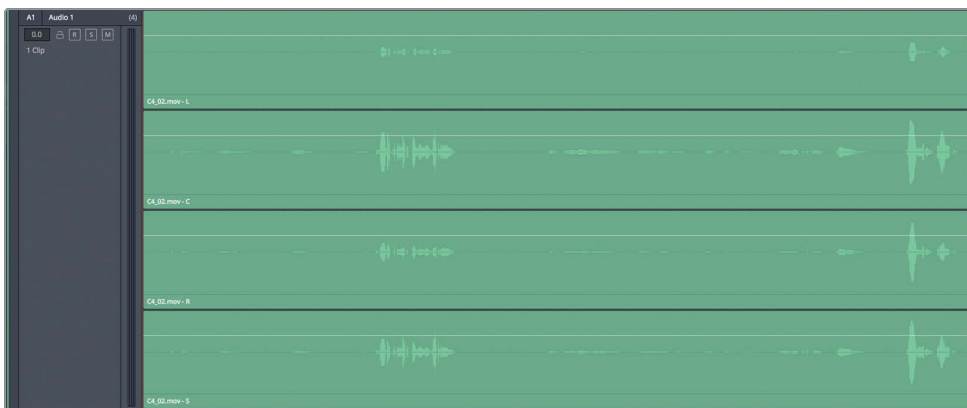 A1 Audio 1 (4)
0.0 R S M
1 Clip
C4_02.mov - L
C4_02.mov - C
C4_02.mov - R
C4_02.mov - S